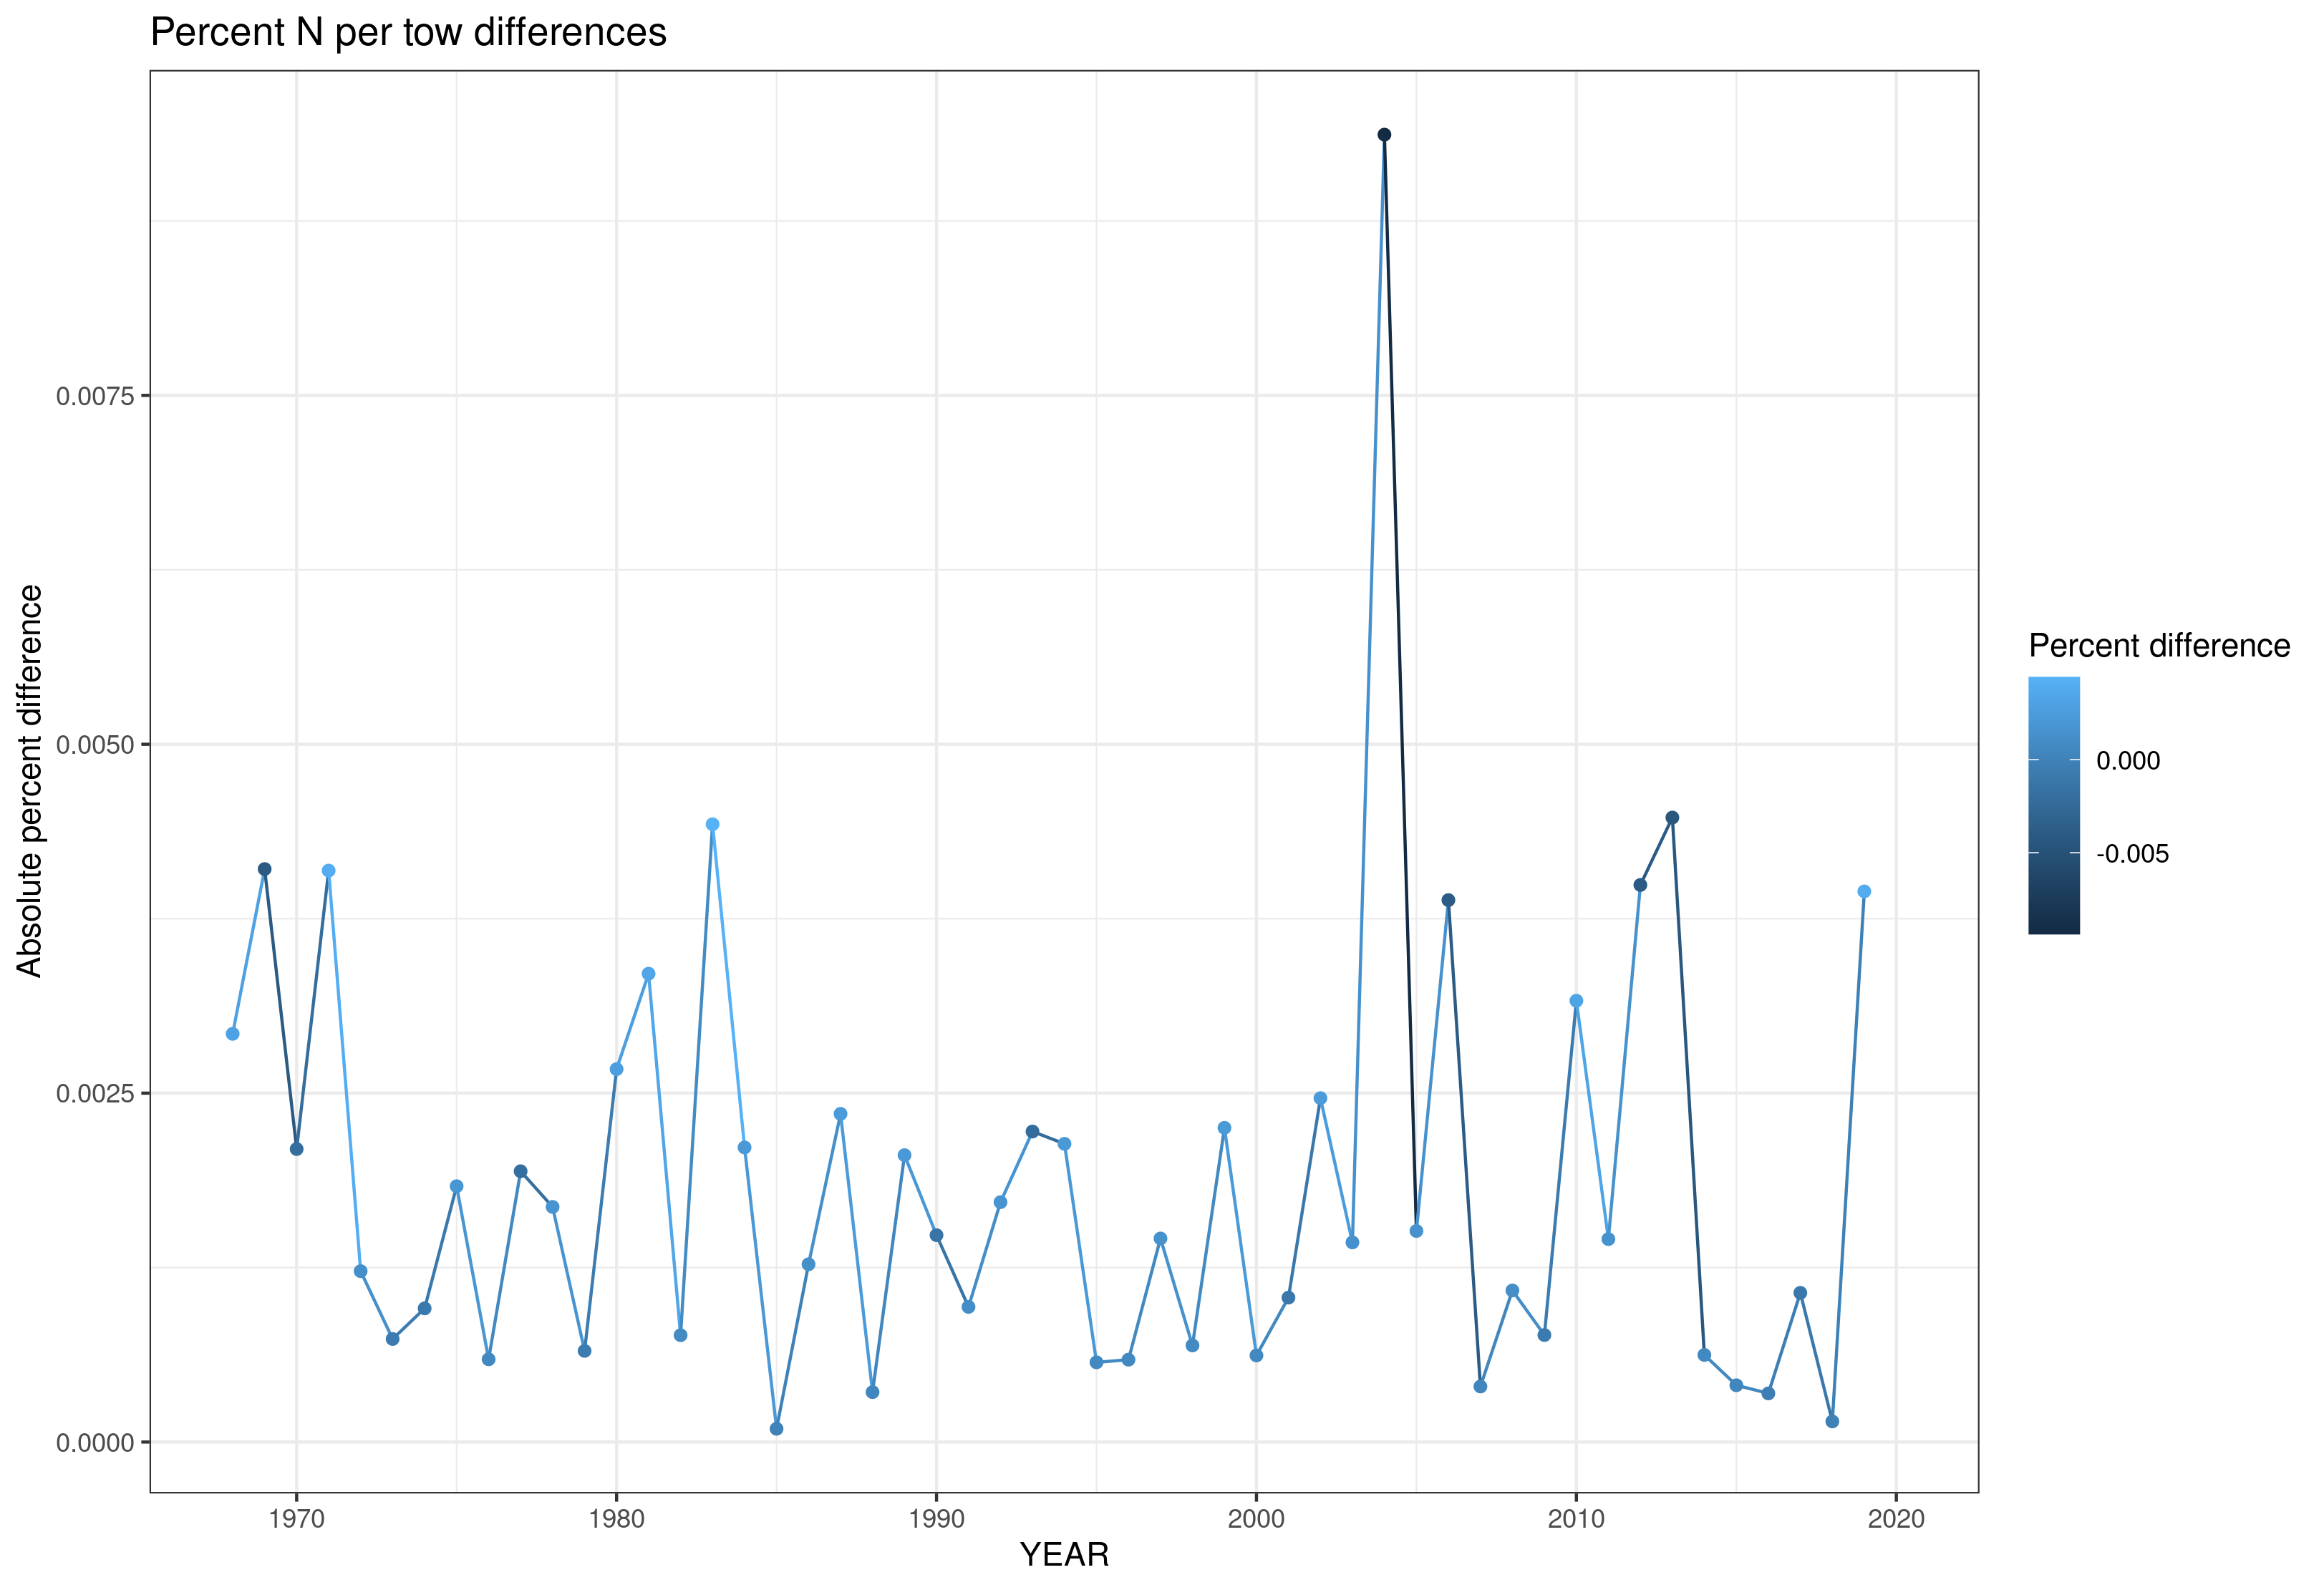 Percent N per tow differences
Absolute percent difference
0.0075
0.0050
0.0025
0.0000
1970 1980 1990 2000 2010 2020
YEAR
Percent difference
0.000
-0.005